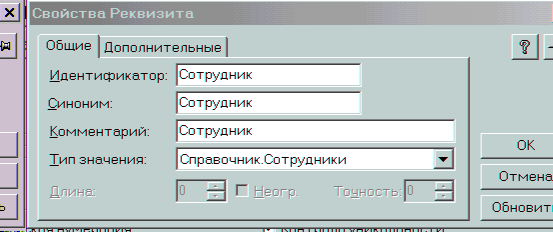 Свойства Реквизита
Общие Дополнительные
?
Идентификатор: Сотрудник
Синоним: Сотрудник
Комментарий: Сотрудник
OK
Тип значения: Справочник.Сотрудники
Отмена
Длина: 0 Неогр. Точность: 0
Обновить